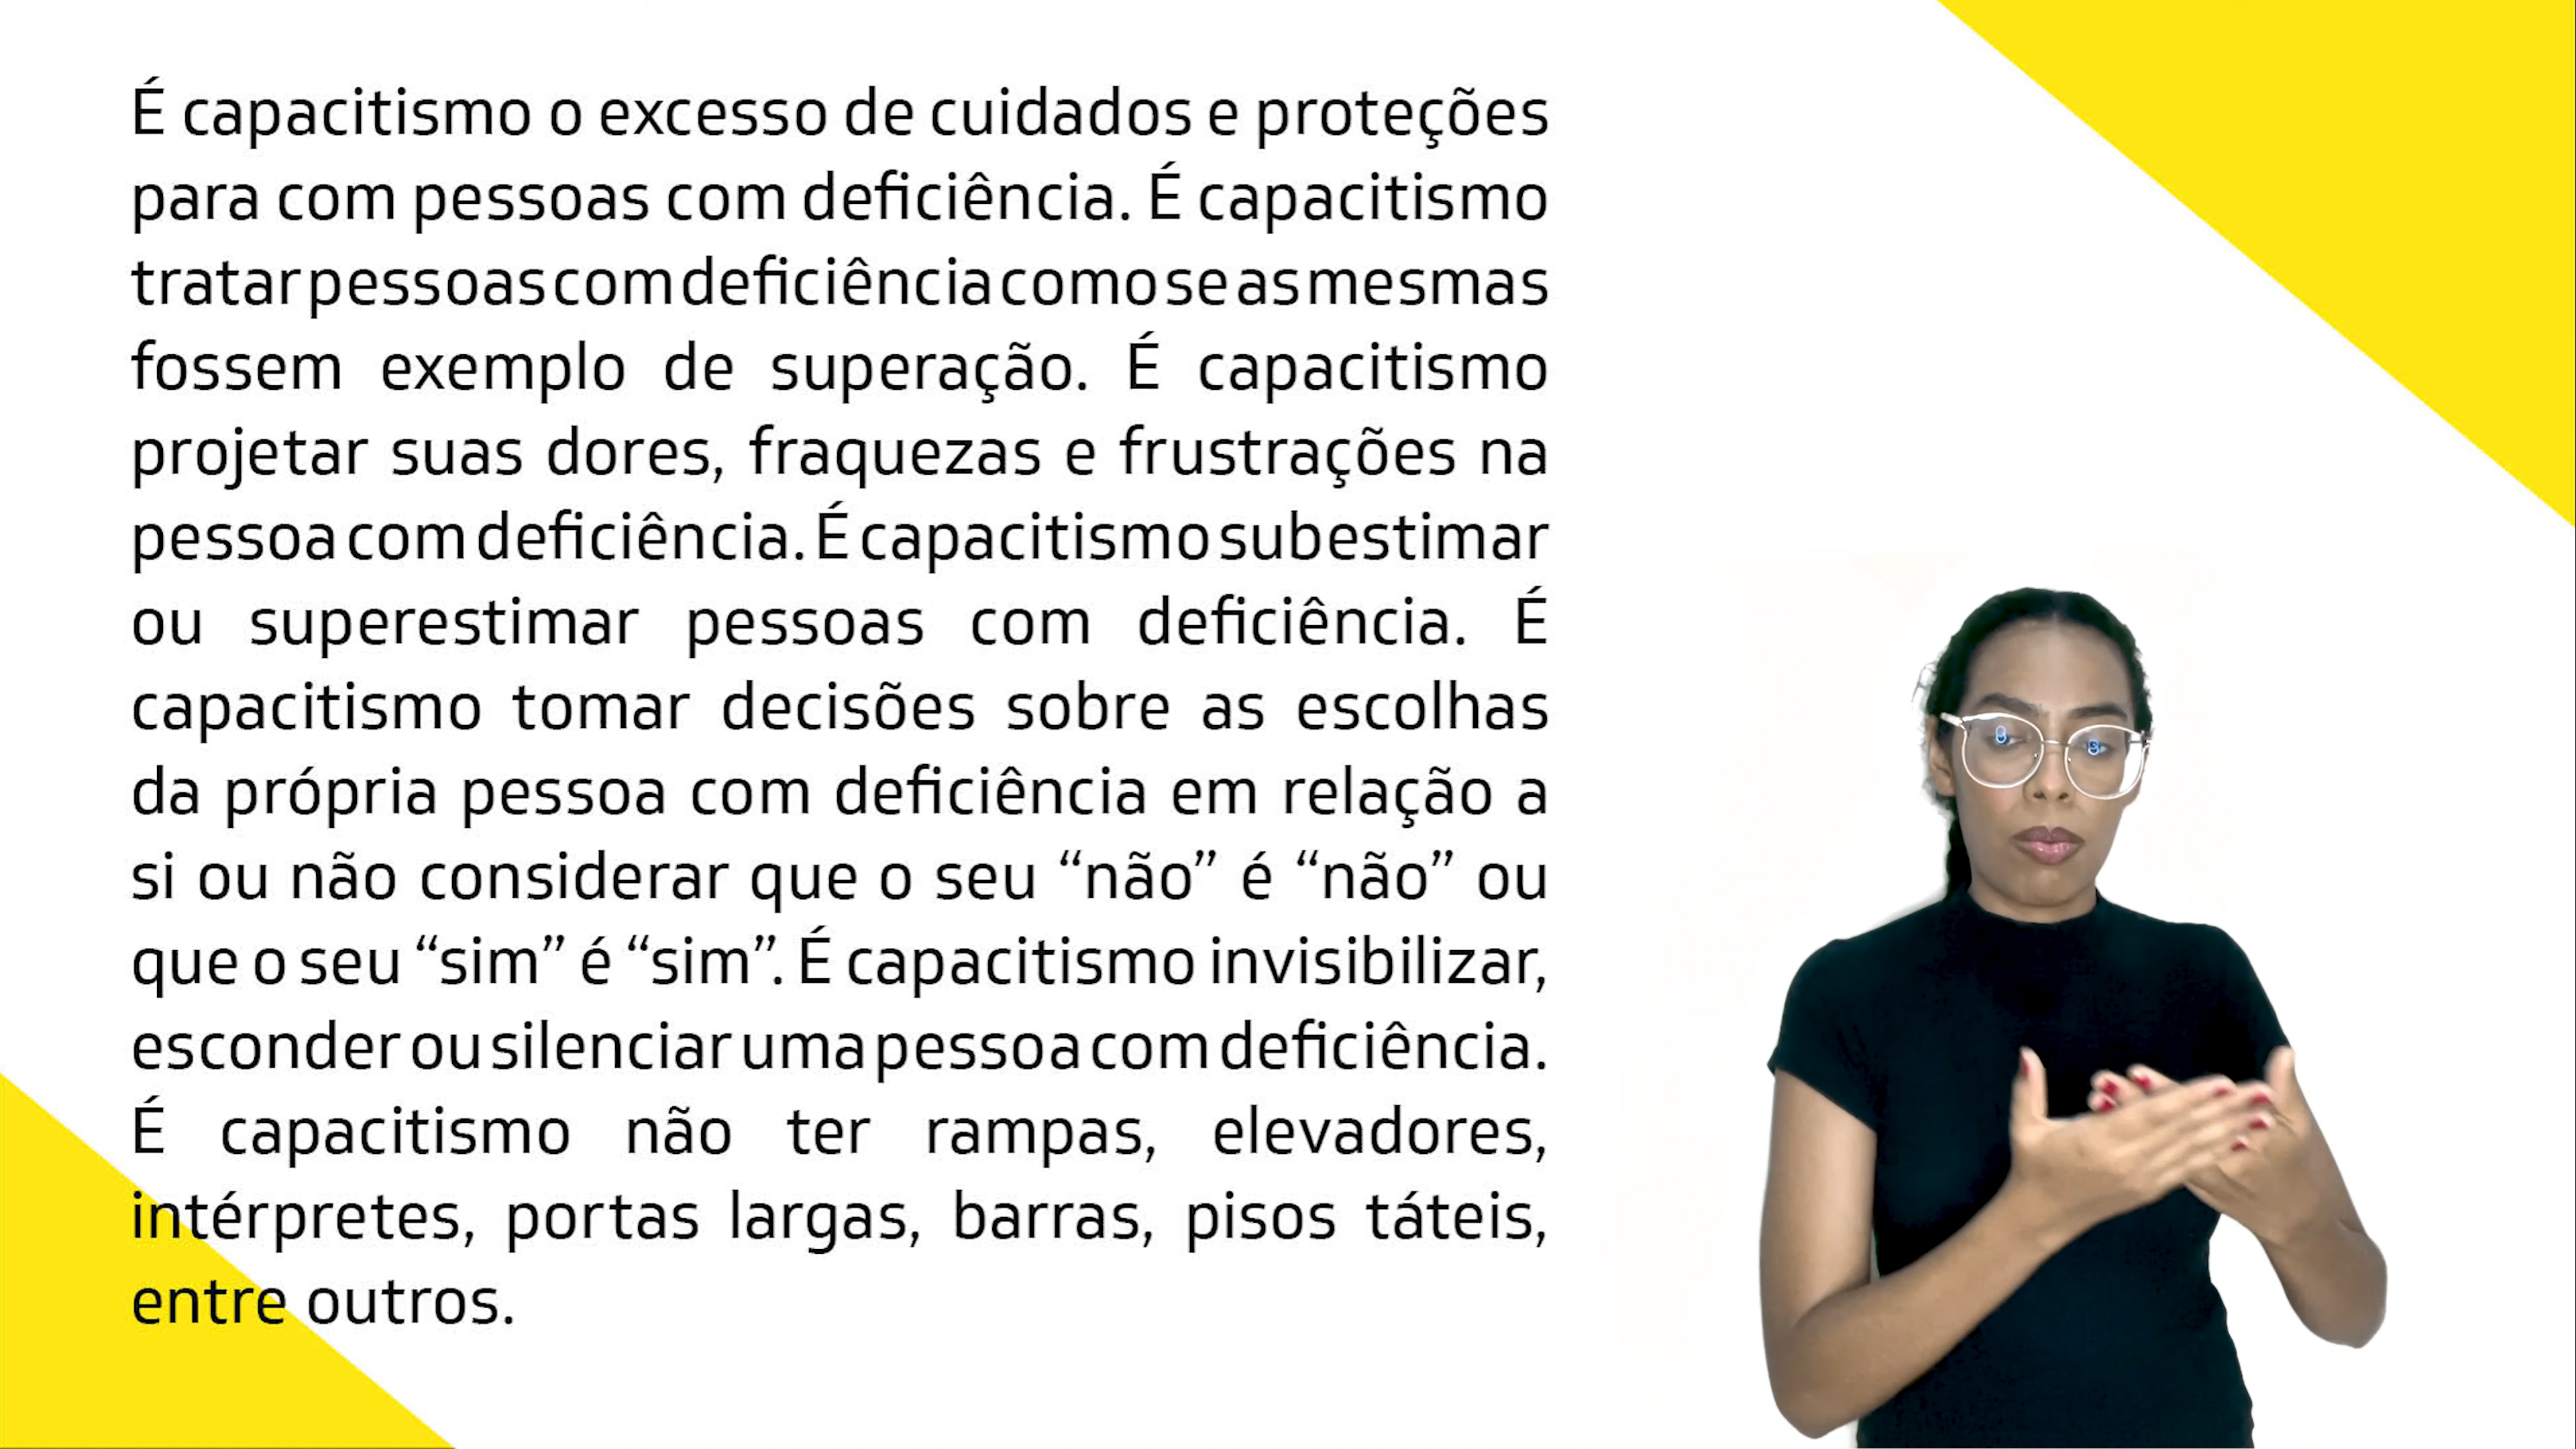 É capacitismo o excesso de cuidados e proteções
para com pessoas com deficiência. É capacitismo
tratar pessoas com deficiência como se as mesmas
fossem exemplo de superação. É capacitismo
projetar suas dores, fraquezas e frustrações na
pessoa com deficiência. É capacitismo subestimar
ou superestimar pessoas com deficiência. É
capacitismo tomar decisões sobre as escolhas
da própria pessoa com deficiência em relação a
si ou não considerar que o seu “não” é “não” ou
que o seu “sim” é “sim”. É capacitismo invisibilizar,
esconder ou silenciar uma pessoa com deficiência.
É capacitismo não ter rampas, elevadores,
intérpretes, portas largas, barras, pisos táteis,
entre outros.